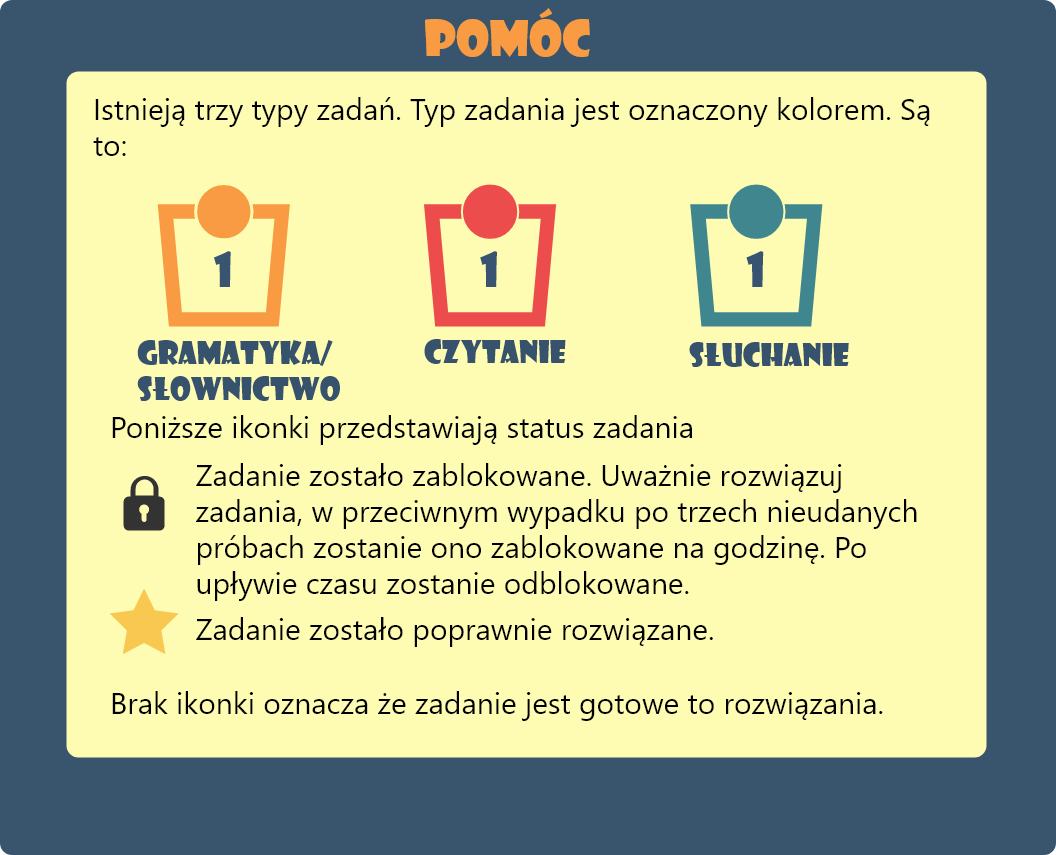 POMÓC
Istnieją trzy typy zadań. Typ zadania jest oznaczony kolorem. Są
to:
1 1 1
GRAMATYKA/ CZYTANIE SŁUCHANIE
SŁOWNICTWO
Poniższe ikonki przedstawiają status zadania
Zadanie zostało zablokowane. Uważnie rozwiązuj
zadania, w przeciwnym wypadku po trzech nieudanych
próbach zostanie ono zablokowane na godzinę. Po
upływie czasu zostanie odblokowane.
Zadanie zostało poprawnie rozwiązane.
Brak ikonki oznacza że zadanie jest gotowe to rozwiązania.